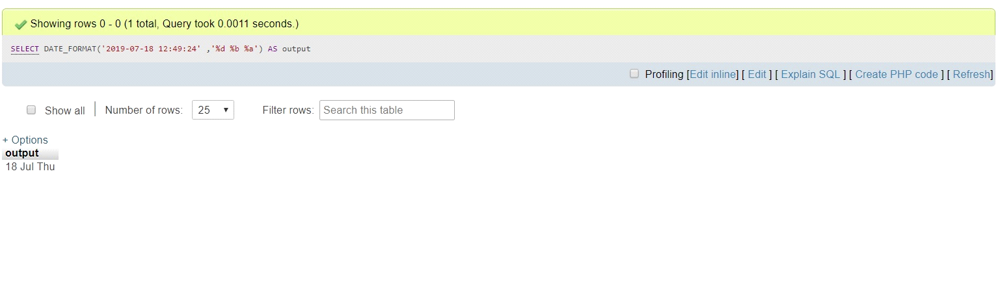 Showing rows 0 - 0 (1 total, Query took 0.0011 seconds.)
SELECT DATE_FORMAT('2019-07-18 12:49:24' ,'%d %b %a') AS output
Profiling [Edit inline] [ Edit ] [ Explain SQL ] [ Create PHP code ] [ Refresh]
Show all | Number of rows: 25 Filter rows: Search this table
+ Options
output
18 Jul Thu